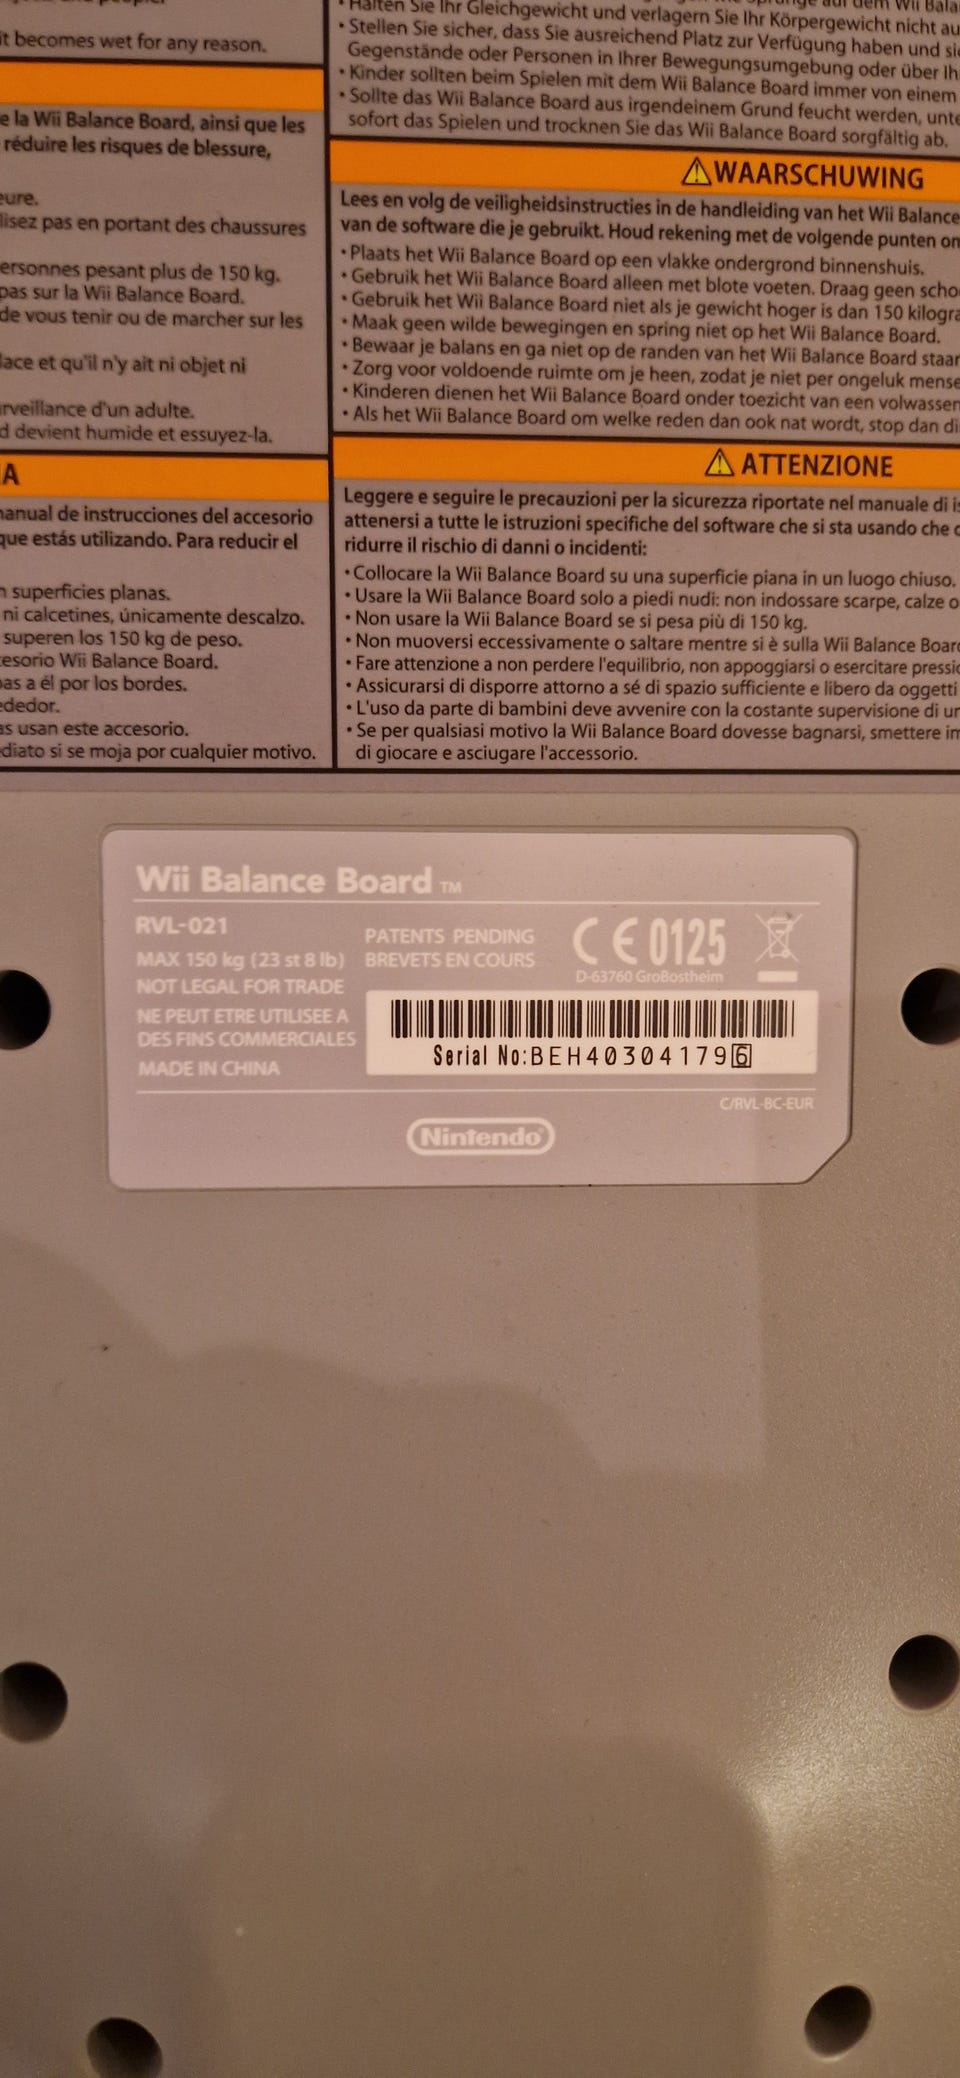 it becomes wet for any reason.
e la Wii Balance Board, ainsi que les
réduire les risques de blessure,
eure.
lisez pas en portant des chaussures
ersonnes pesant plus de 150 kg.
pas sur la Wii Balance Board.
de vous tenir ou de marcher sur les
lace et qu'il n'y ait ni objet ni
rveillance d'un adulte.
d devient humide et essuyez-la.
A
manual de instrucciones del accesorio
que estás utilizando. Para reducir el
n superficies planas.
ni calcetines, únicamente descalzo.
superen los 150 kg de peso.
esorio Wii Balance Board.
pas a él por los bordes.
ededor.
as usan este accesorio.
diato si se moja por cualquier motivo.
• Halten Sie Ihr Gleichgewicht und verlagern Sie Ihr Körpergewicht nicht au
• Stellen Sie sicher, dass Sie ausreichend Platz zur Verfügung haben und si
Gegenstände oder Personen in Ihrer Bewegungsumgebung oder über Ih
• Kinder sollten beim Spielen mit dem Wii Balance Board immer von einem
• Sollte das Wii Balance Board aus irgendeinem Grund feucht werden, unte
sofort das Spielen und trocknen Sie das Wii Balance Board sorgfältig ab.
⚠WAARSCHUWING
Lees en volg de veiligheidsinstructies in de handleiding van het Wii Balance
van de software die je gebruikt. Houd rekening met de volgende punten om
• Plaats het Wii Balance Board op een vlakke ondergrond binnenshuis.
• Gebruik het Wii Balance Board alleen met blote voeten. Draag geen scho
• Gebruik het Wii Balance Board niet als je gewicht hoger is dan 150 kilogra
• Maak geen wilde bewegingen en spring niet op het Wii Balance Board.
• Bewaar je balans en ga niet op de randen van het Wii Balance Board staan
• Zorg voor voldoende ruimte om je heen, zodat je niet per ongeluk mense
• Kinderen dienen het Wii Balance Board onder toezicht van een volwassen
• Als het Wii Balance Board om welke reden dan ook nat wordt, stop dan di
⚠ ATTENZIONE
Leggere e seguire le precauzioni per la sicurezza riportate nel manuale di is
attenersi a tutte le istruzioni specifiche del software che si sta usando che c
ridurre il rischio di danni o incidenti:
• Collocare la Wii Balance Board su una superficie piana in un luogo chiuso.
• Usare la Wii Balance Board solo a piedi nudi: non indossare scarpe, calze o
• Non usare la Wii Balance Board se si pesa più di 150 kg.
• Non muoversi eccessivamente o saltare mentre si è sulla Wii Balance Board
• Fare attenzione a non perdere l'equilibrio, non appoggiarsi o esercitare pressio
• Assicurarsi di disporre attorno a sé di spazio sufficiente e libero da oggetti
• L'uso da parte di bambini deve avvenire con la costante supervisione di un
• Se per qualsiasi motivo la Wii Balance Board dovesse bagnarsi, smettere im
di giocare e asciugare l'accessorio.
Wii Balance Board TM
RVL-021
MAX 150 kg (23 st 8 lb)
NOT LEGAL FOR TRADE
NE PEUT ETRE UTILISEE A
DES FINS COMMERCIALES
MADE IN CHINA
PATENTS PENDING
BREVETS EN COURS
CE 0125
D-63760 Großostheim
Serial No:BEH403041796
C/RVL-BC-EUR
Nintendo®